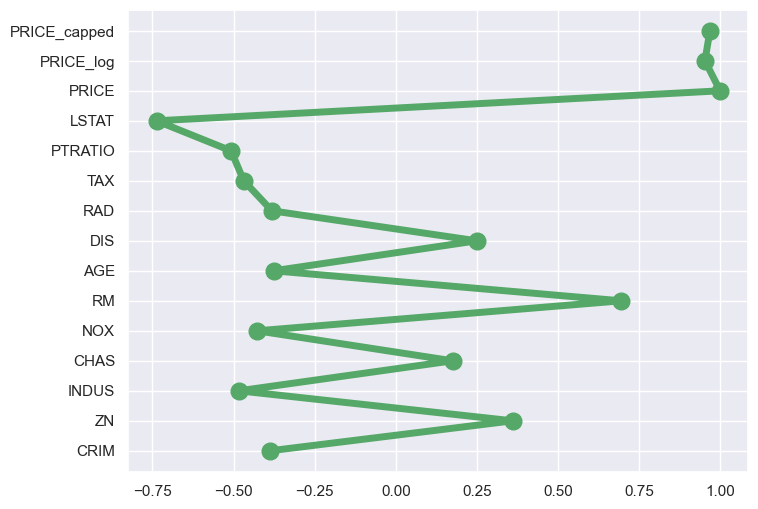 PRICE_capped
PRICE_log
PRICE
LSTAT
PTRATIO
TAX
RAD
DIS
AGE
RM
NOX
CHAS
INDUS
ZN
CRIM
−0.75 −0.50 −0.25 0.00 0.25 0.50 0.75 1.00